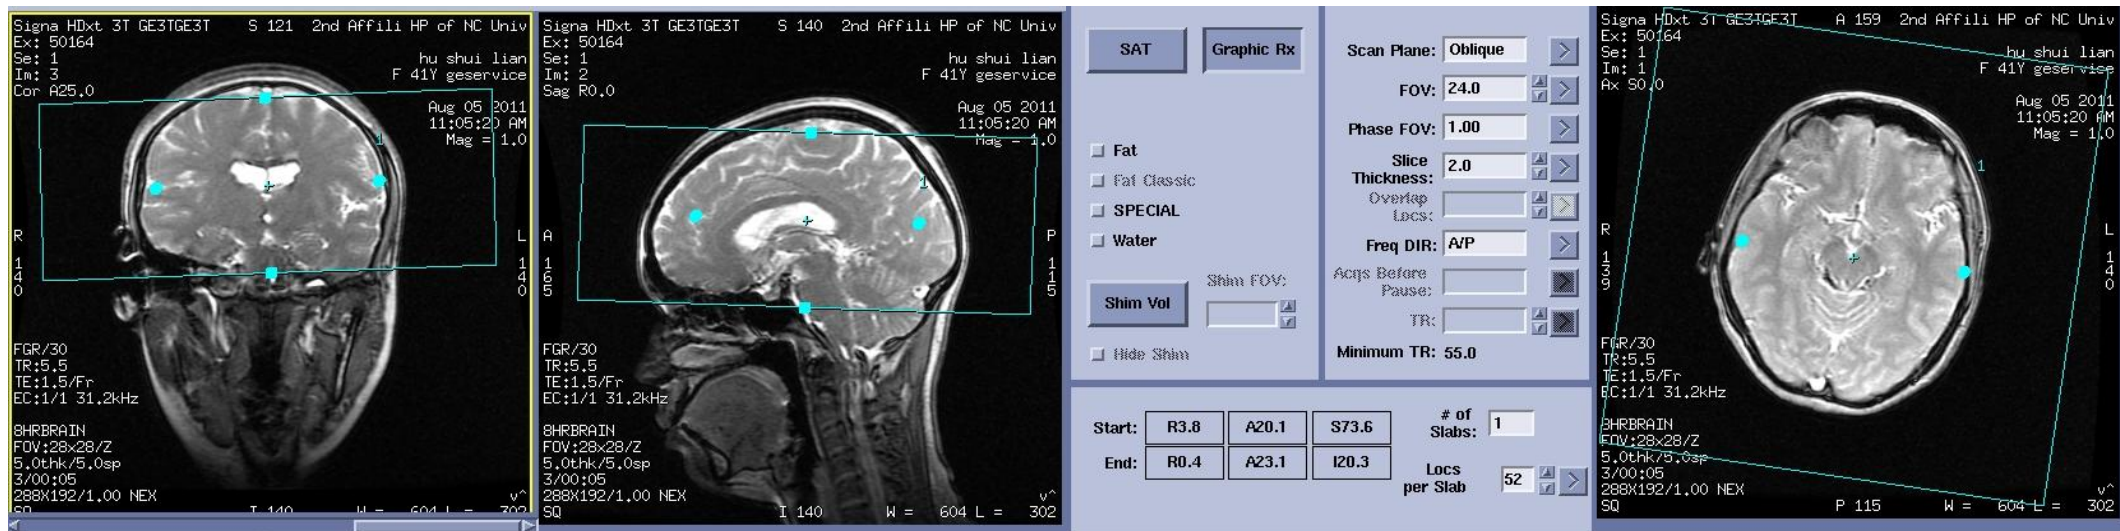 Signa HDxt 3T GE3TGE3T S 121 2nd Affili HP of NC Univ
Ex: 50164
Se: 1
Im: 3
Cor A25.0
hu shui lian
F 41Y geservice
Aug 05 2011
11:05:20 AM
Mag = 1.0
1
R
L
140
140
FGR/30
TR:5.5
TE:1.5/Fr
EC:1/1 31.2kHz
8HRBRAIN
FOV:28x28/Z
5.0thk/5.0sp
3/00:05
288X192/1.00 NEX
SQ
I 140
W = 604 L = 302
v^
Signa HDxt 3T GE3TGE3T S 140 2nd Affili HP of NC Univ
Ex: 50164
Se: 1
Im: 2
Sag R0.0
hu shui lian
F 41Y geservice
Aug 05 2011
11:05:20 AM
Mag = 1.0
1
A
P
165
115
FGR/30
TR:5.5
TE:1.5/Fr
EC:1/1 31.2kHz
8HRBRAIN
FOV:28x28/Z
5.0thk/5.0sp
3/00:05
288X192/1.00 NEX
SQ
I 140
W = 604 L = 302
v^
SAT
Graphic Rx
Fat
Fat Classic
SPECIAL
Water
Shim Vol
Shim FOV:
Hide Shim
Scan Plane: Oblique
FOV: 24.0
Phase FOV: 1.00
Slice
Thickness: 2.0
Overlap
Locs:
Freq DIR: A/P
Acqs Before
Pause:
TR:
Minimum TR: 55.0
Start: R3.8 A20.1 S73.6
End: R0.4 A23.1 I20.3
# of
Slabs: 1
Locs
per Slab 52
Signa HDxt 3T GE3TGE3T A 159 2nd Affili HP of NC Univ
Ex: 50164
Se: 1
Im: 1
Ax S0.0
hu shui lian
F 41Y geservice
Aug 05 2011
11:05:20 AM
Mag = 1.0
1
R
L
139
140
FGR/30
TR:5.5
TE:1.5/Fr
EC:1/1 31.2kHz
8HRBRAIN
FOV:28x28/Z
5.0thk/5.0sp
3/00:05
288X192/1.00 NEX
SQ
P 115
W = 604 L = 302
v^